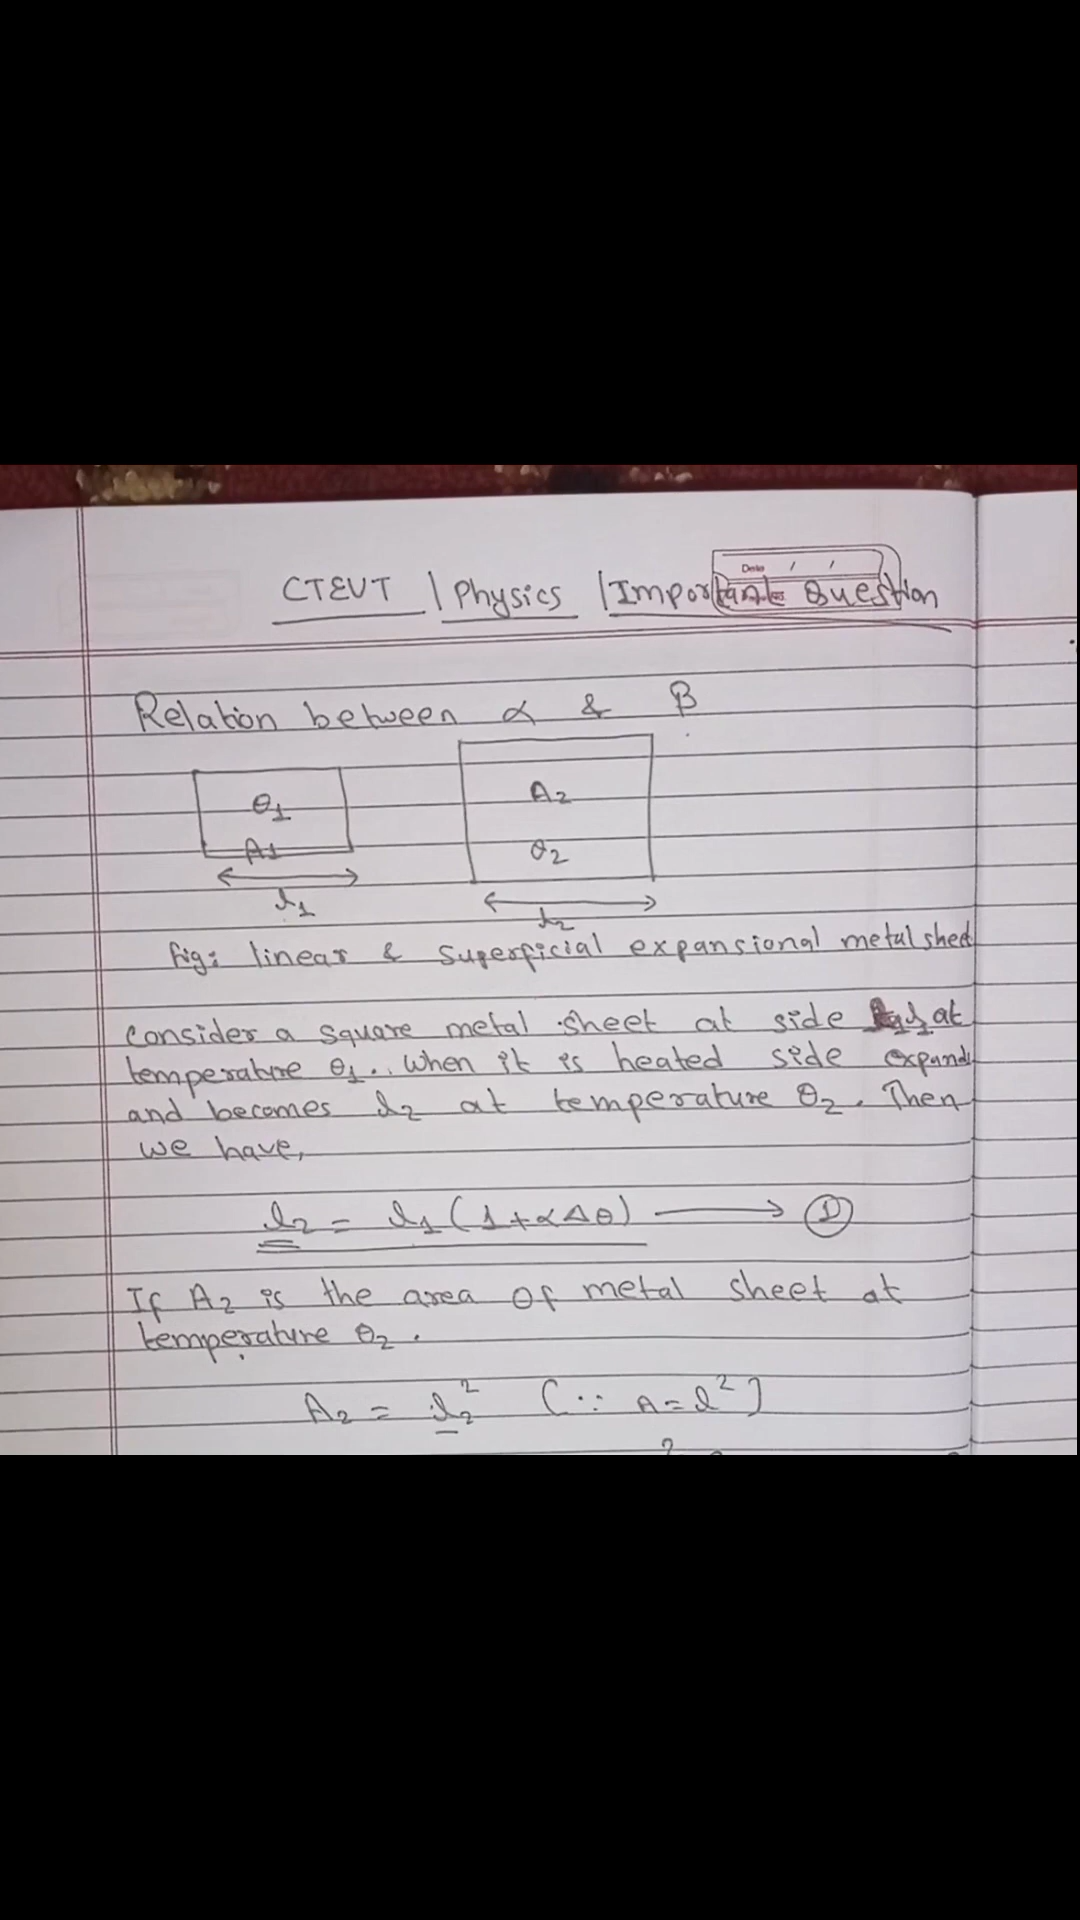 CTEVT | Physics | Important Question
Relation between α & β
θ1
A1
l1
A2
θ2
l2
fig: linear & superficial expansional metal sheet
Consider a square metal sheet at side at
temperature θ1. When it is heated side expand
and becomes l2 at temperature θ2. Then
we have,
l2 = l1 (1+αΔθ) ⟶ ①
If A2 is the area of metal sheet at
temperature θ2.
A2 = l2² [∵ A=l²]